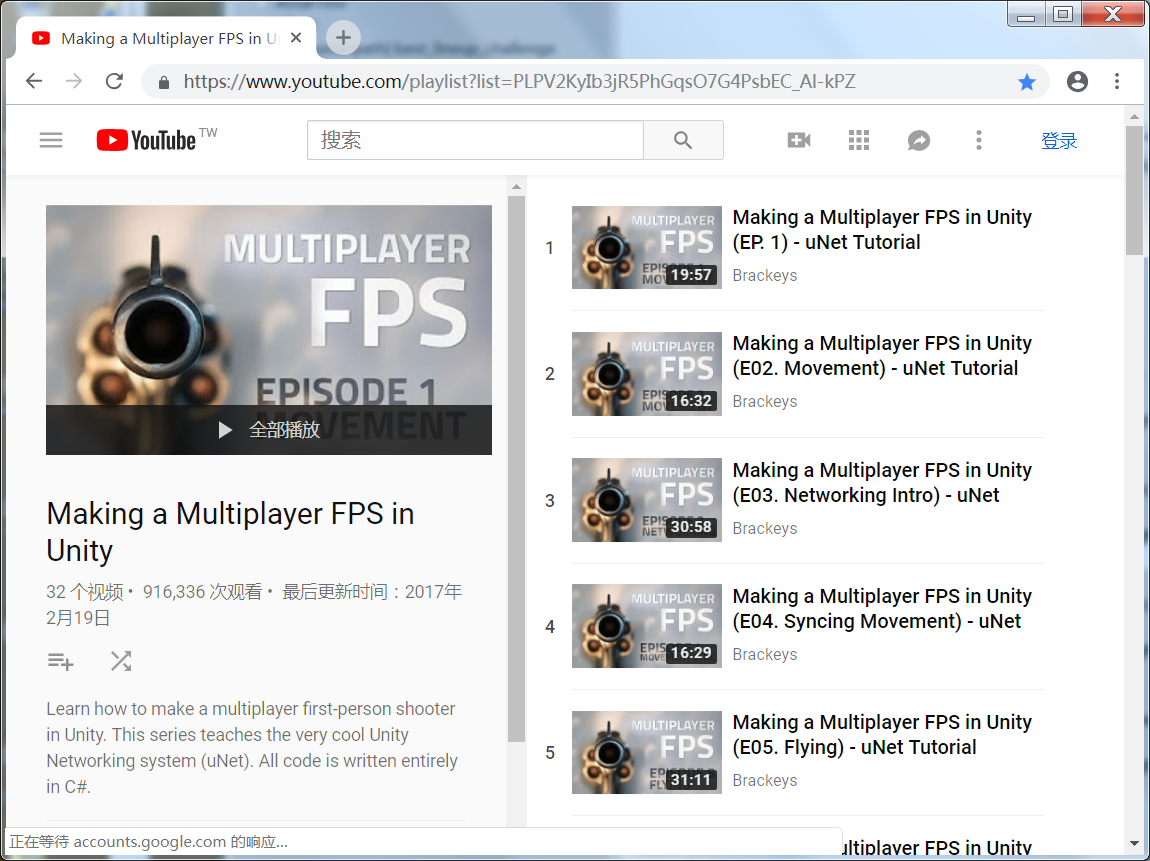 Making a Multiplayer FPS in U
https://www.youtube.com/playlist?list=PLPV2KyIb3jR5PhGqsO7G4PsbEC_Al-kPZ
YouTube TW
搜索
登录
MULTIPLAYER
FPS
EPISODE 1
MOVEMENT
全部播放
Making a Multiplayer FPS in
Unity
32 个视频 • 916,336 次观看 • 最后更新时间：2017年
2月19日
Learn how to make a multiplayer first-person shooter
in Unity. This series teaches the very cool Unity
Networking system (uNet). All code is written entirely
in C#.
1
MULTIPLAYER
FPS
19:57
Making a Multiplayer FPS in Unity
(EP. 1) - uNet Tutorial
Brackeys
2
MULTIPLAYER
FPS
16:32
Making a Multiplayer FPS in Unity
(E02. Movement) - uNet Tutorial
Brackeys
3
MULTIPLAYER
FPS
30:58
Making a Multiplayer FPS in Unity
(E03. Networking Intro) - uNet
Brackeys
4
MULTIPLAYER
FPS
16:29
Making a Multiplayer FPS in Unity
(E04. Syncing Movement) - uNet
Brackeys
5
MULTIPLAYER
FPS
31:11
Making a Multiplayer FPS in Unity
(E05. Flying) - uNet Tutorial
Brackeys
ultiplayer FPS in Unity
正在等待 accounts.google.com 的响应...